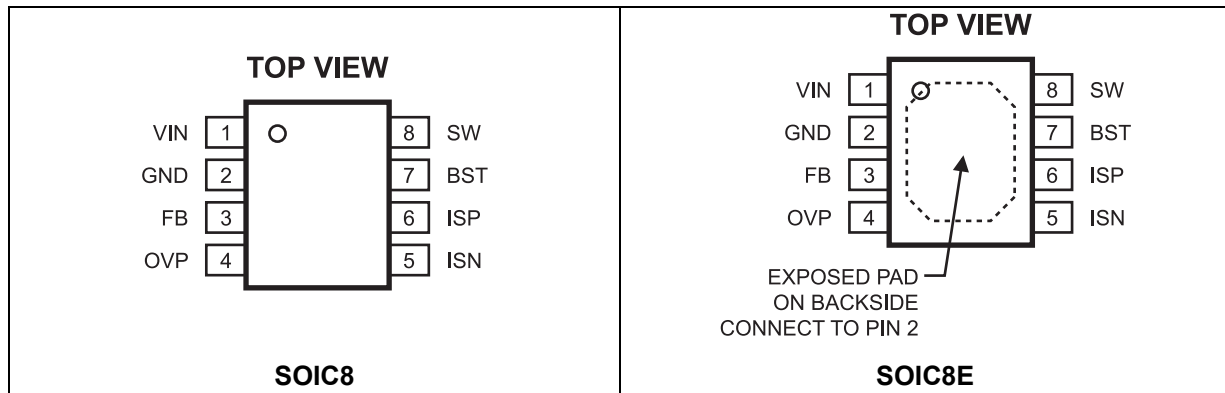 TOP VIEW
VIN 1 8 SW
GND 2 7 BST
FB 3 6 ISP
OVP 4 5 ISN
SOIC8
TOP VIEW
VIN 1 8 SW
GND 2 7 BST
FB 3 6 ISP
OVP 4 5 ISN
EXPOSED PAD
ON BACKSIDE
CONNECT TO PIN 2
SOIC8E